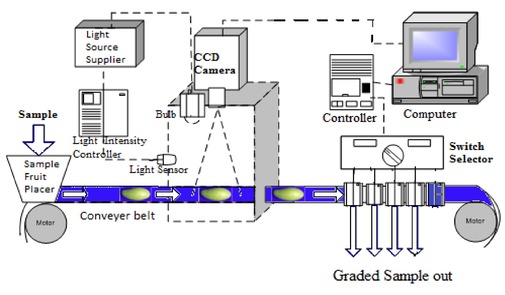 Light
Source
Supplier
CCD
Camera
Sample
Bulb
Controller
Computer
Light Intensity
Controller
Switch
Selector
Sample
Fruit
Placer
Light Sensor
Conveyer belt
Motor
Motor
Graded Sample out